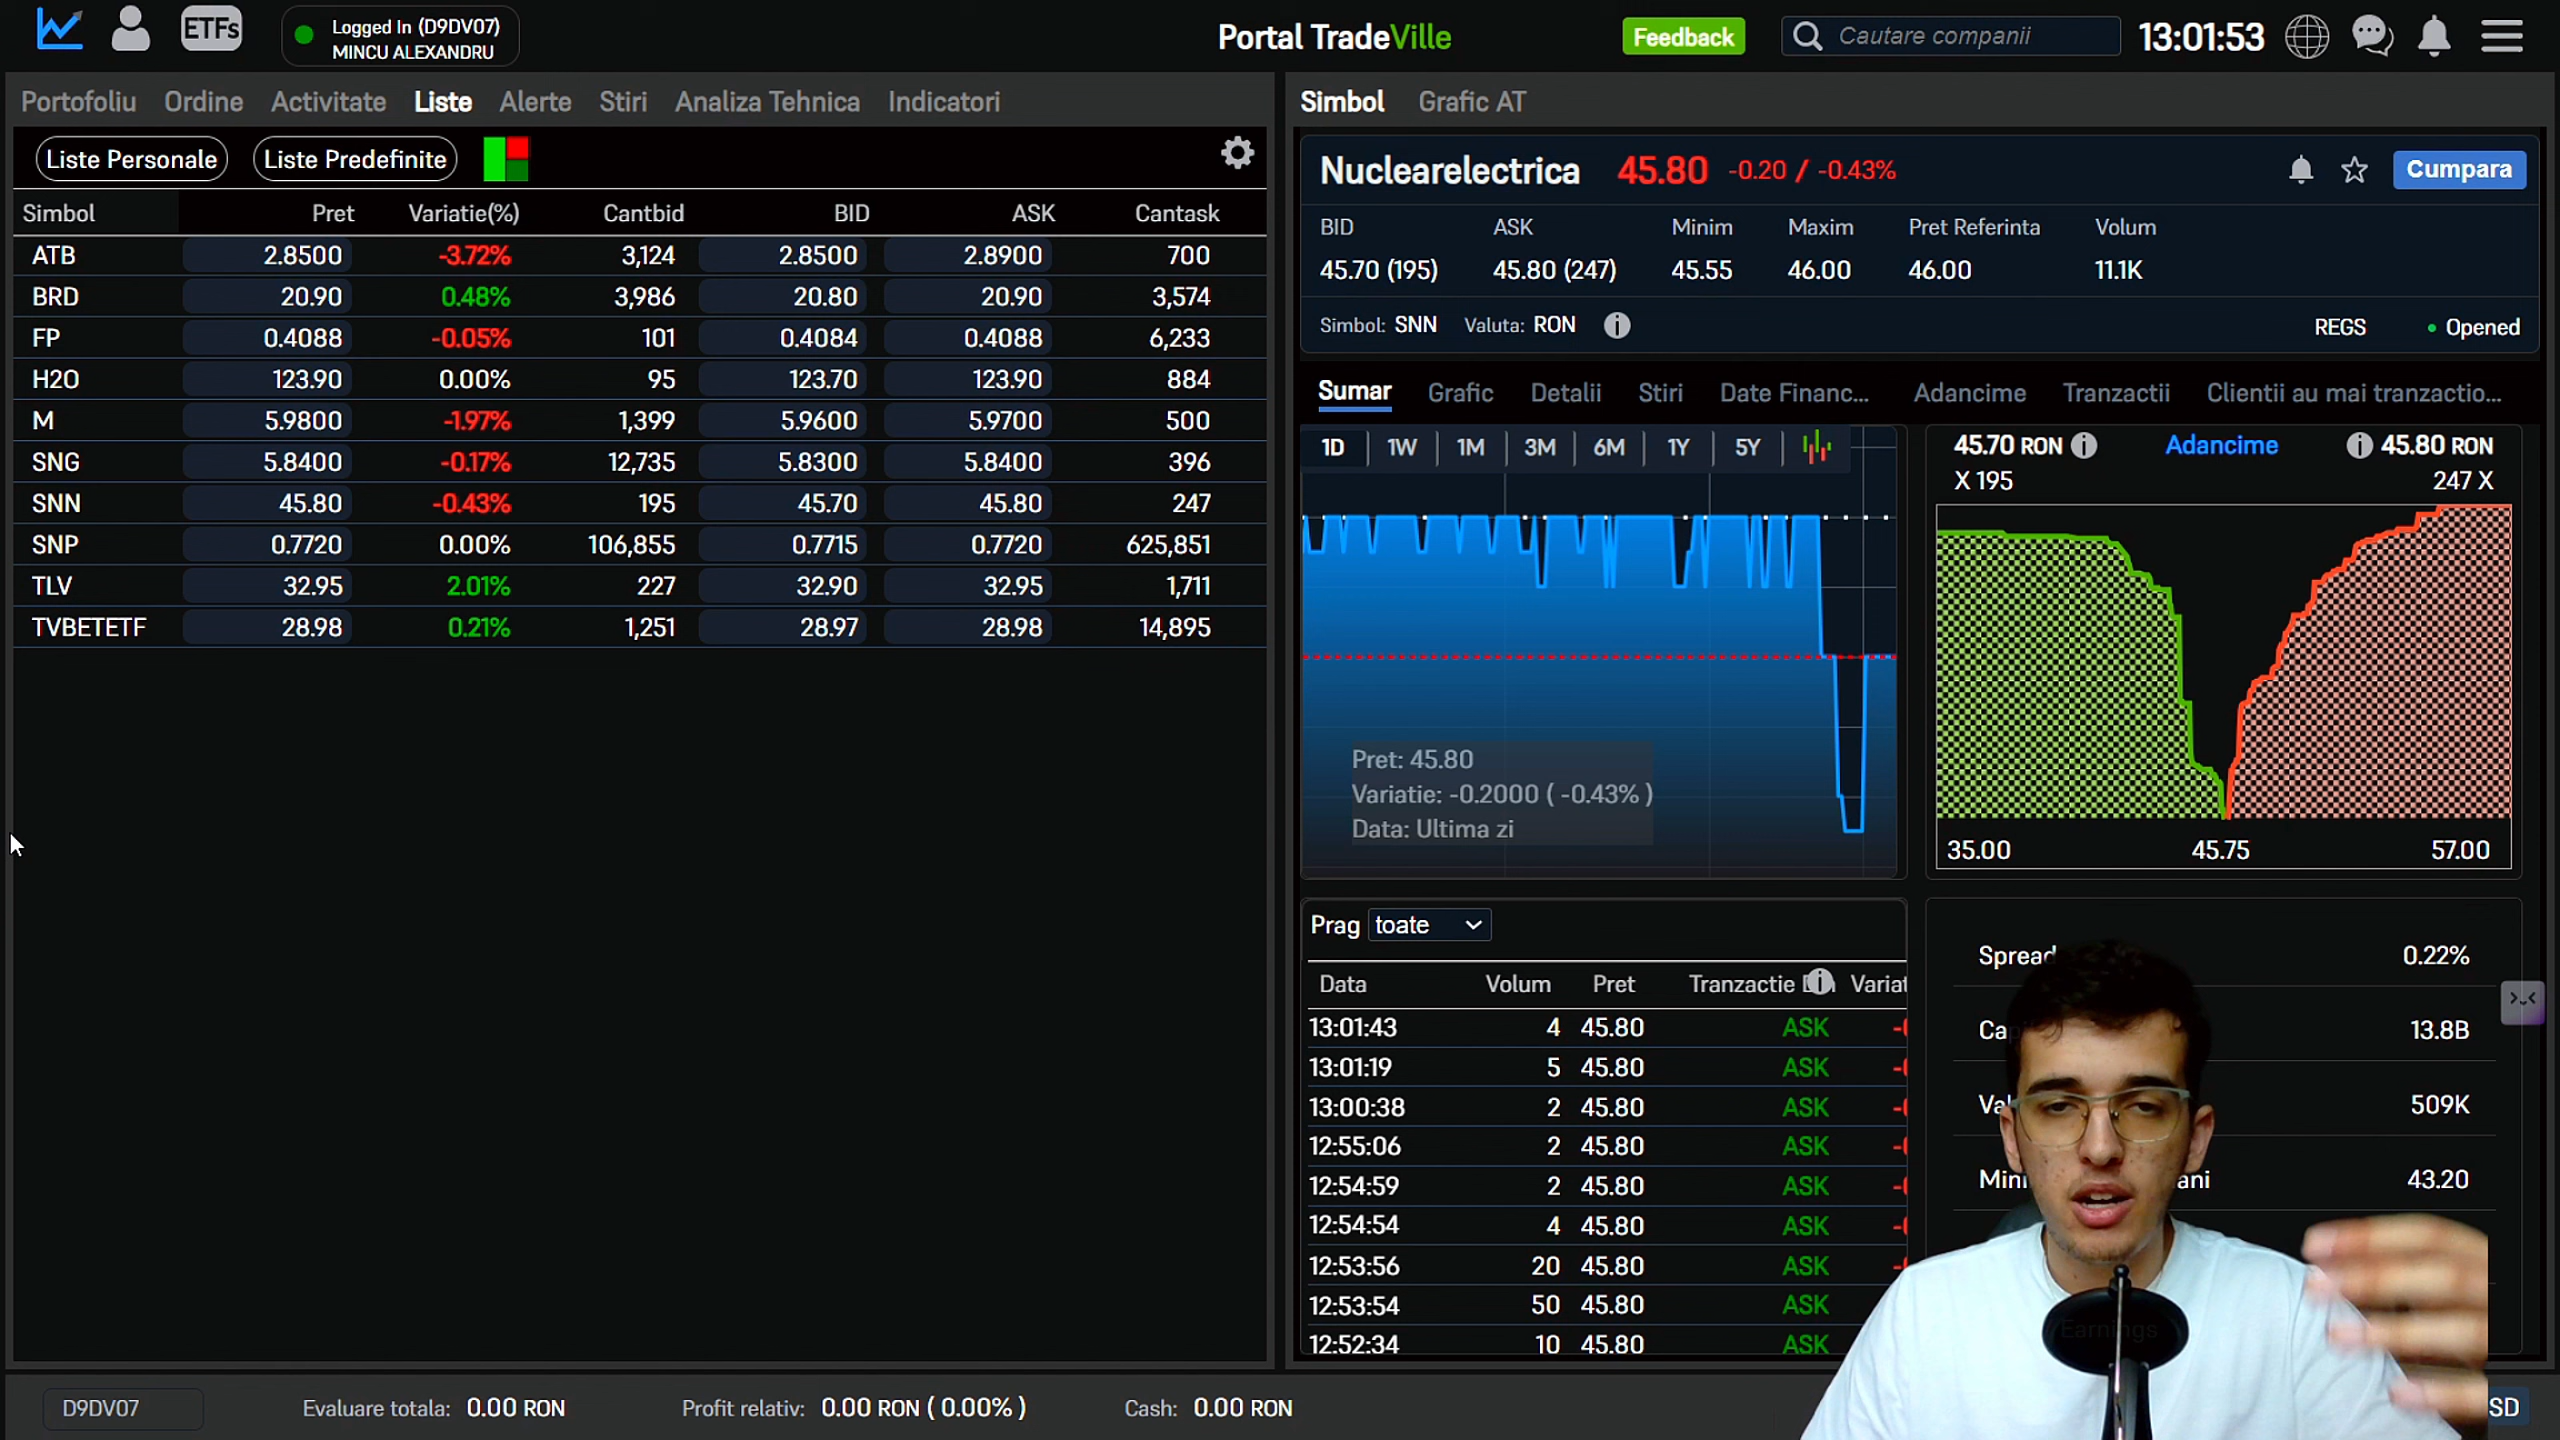 ETFs
Logged In (D9DV07)
MINCU ALEXANDRU
Portal TradeVille
Feedback
Cautare companii
13:01:53
Portofoliu Ordine Activitate Liste Alerte Stiri Analiza Tehnica Indicatori
Liste Personale Liste Predefinite
Simbol Pret Variatie(%) Cantbid BID ASK Cantask
ATB 2.8500 -3.72% 3,124 2.8500 2.8900 700
BRD 20.90 0.48% 3,986 20.80 20.90 3,574
FP 0.4088 -0.05% 101 0.4084 0.4088 6,233
H2O 123.90 0.00% 95 123.70 123.90 884
M 5.9800 -1.97% 1,399 5.9600 5.9700 500
SNG 5.8400 -0.17% 12,735 5.8300 5.8400 396
SNN 45.80 -0.43% 195 45.70 45.80 247
SNP 0.7720 0.00% 106,855 0.7715 0.7720 625,851
TLV 32.95 2.01% 227 32.90 32.95 1,711
TVBETETF 28.98 0.21% 1,251 28.97 28.98 14,895
Simbol Grafic AT
Nuclearelectrica 45.80 -0.20 / -0.43% Cumpara
BID ASK Minim Maxim Pret Referinta Volum
45.70 (195) 45.80 (247) 45.55 46.00 46.00 11.1K
Simbol: SNN Valuta: RON REGS Opened
Sumar Grafic Detalii Stiri Date Financ... Adancime Tranzactii Clientii au mai tranzactio...
1D 1W 1M 3M 6M 1Y 5Y
Pret: 45.80
Variatie: -0.2000 ( -0.43% )
Data: Ultima zi
45.70 RON Adancime 45.80 RON
X 195 247 X
35.00 45.75 57.00
Prag toate
Data Volum Pret Tranzactie
13:01:43 4 45.80 ASK
13:01:19 5 45.80 ASK
13:00:38 2 45.80 ASK
12:55:06 2 45.80 ASK
12:54:59 2 45.80 ASK
12:54:54 4 45.80 ASK
12:53:56 20 45.80 ASK
12:53:54 50 45.80 ASK
12:52:34 10 45.80 ASK
Spread 0.22%
13.8B
509K
43.20
Earnings
D9DV07 Evaluare totala: 0.00 RON Profit relativ: 0.00 RON ( 0.00% ) Cash: 0.00 RON